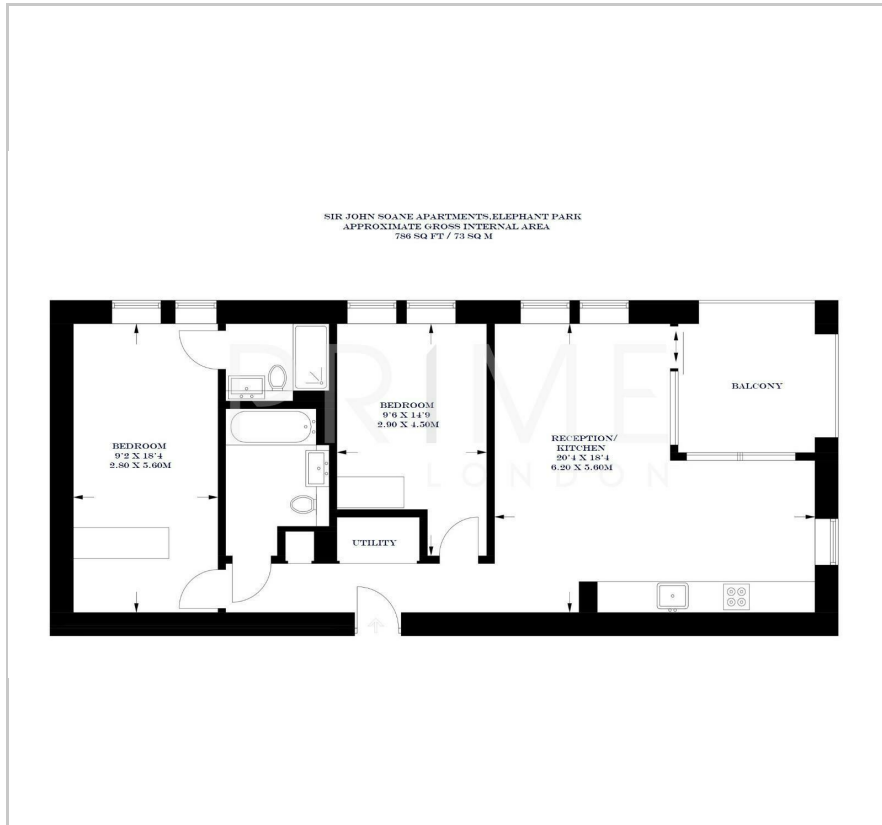 SIR JOHN SOANE APARTMENTS,ELEPHANT PARK
APPROXIMATE GROSS INTERNAL AREA
786 SQ FT / 73 SQ M
PRIME
LONDON
BALCONY
BEDROOM
9'6 X 14'9
2.90 X 4.50M
RECEPTION/
KITCHEN
20'4 X 18'4
6.20 X 5.60M
BEDROOM
9'2 X 18'4
2.80 X 5.60M
UTILITY